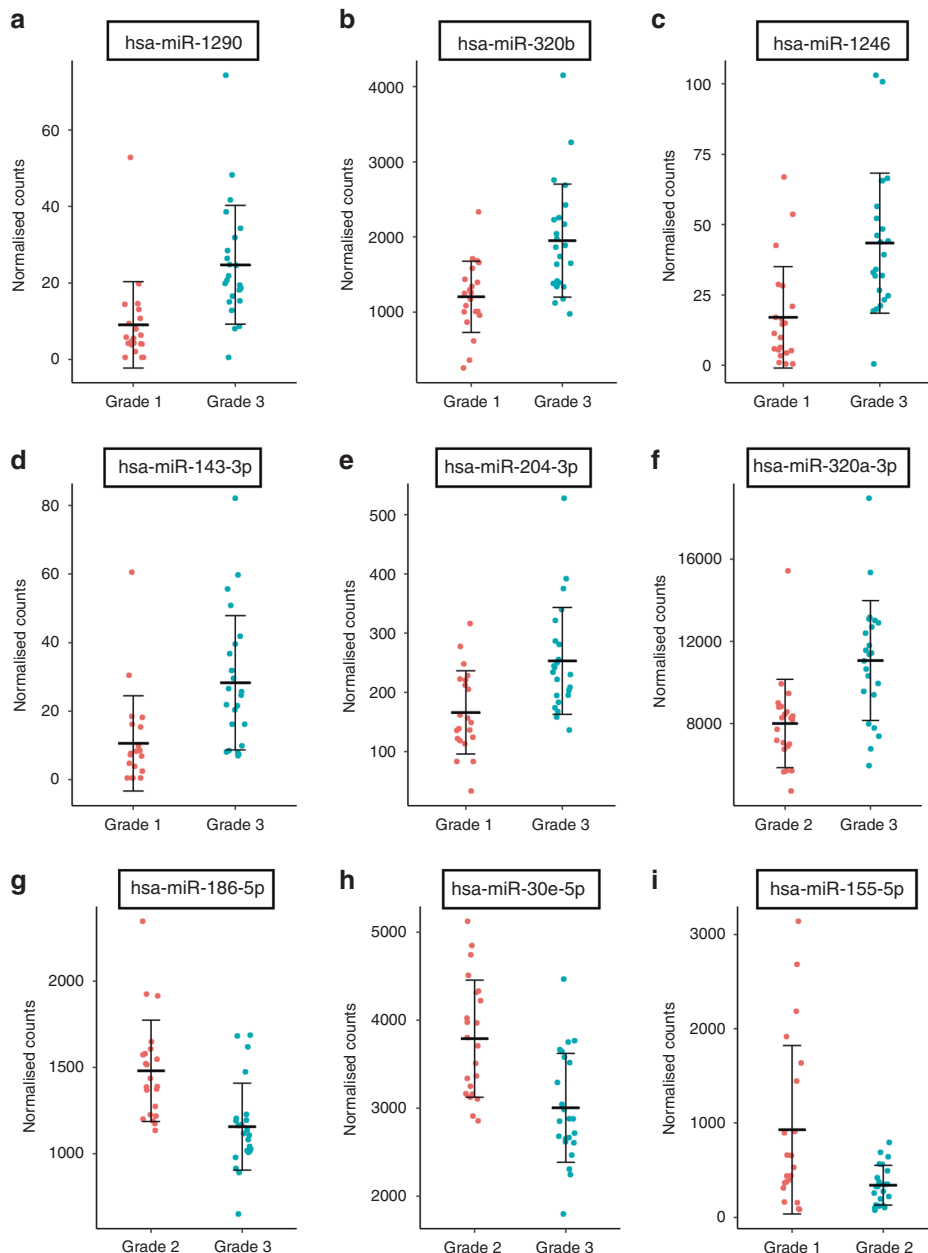 a
hsa-miR-1290
Normalised counts
60
40
20
0
Grade 1 Grade 3
b
hsa-miR-320b
Normalised counts
4000
3000
2000
1000
Grade 1 Grade 3
c
hsa-miR-1246
Normalised counts
100
75
50
25
0
Grade 1 Grade 3
d
hsa-miR-143-3p
Normalised counts
80
60
40
20
0
Grade 1 Grade 3
e
hsa-miR-204-3p
Normalised counts
500
400
300
200
100
Grade 1 Grade 3
f
hsa-miR-320a-3p
Normalised counts
16000
12000
8000
Grade 2 Grade 3
g
hsa-miR-186-5p
Normalised counts
2000
1500
1000
Grade 2 Grade 3
h
hsa-miR-30e-5p
Normalised counts
5000
4000
3000
2000
Grade 2 Grade 3
i
hsa-miR-155-5p
Normalised counts
3000
2000
1000
0
Grade 1 Grade 2